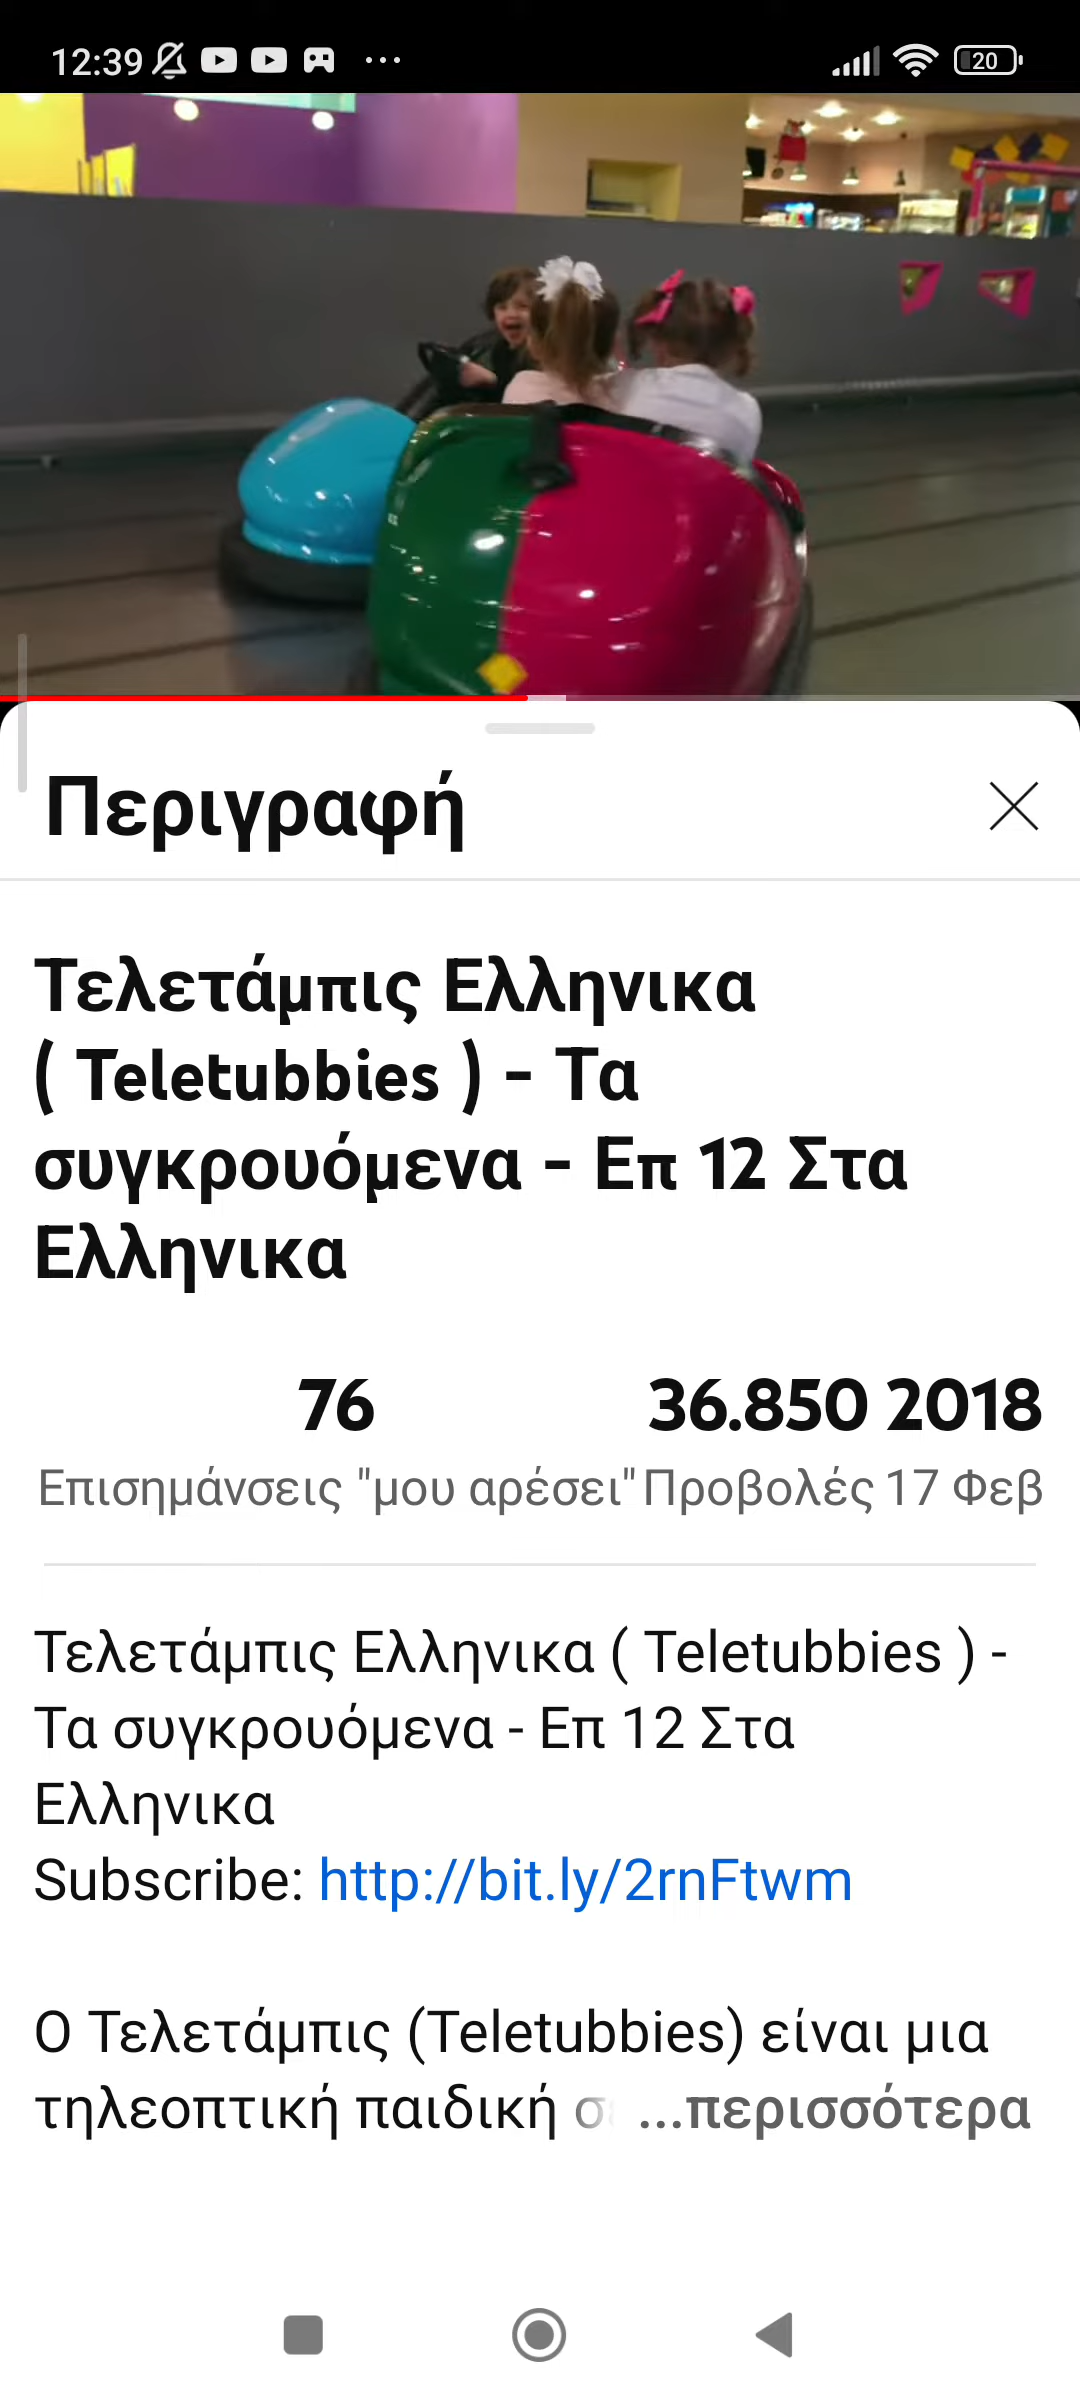 12:39
20
Περιγραφή
Τελετάμπις Ελληνικα
( Teletubbies ) - Τα
συγκρουόμενα - Επ 12 Στα
Ελληνικα
76 36.850 2018
Επισημάνσεις "μου αρέσει" Προβολές 17 Φεβ
Τελετάμπις Ελληνικα ( Teletubbies ) -
Τα συγκρουόμενα - Επ 12 Στα
Ελληνικα
Subscribe: http://bit.ly/2rnFtwm
Ο Τελετάμπις (Teletubbies) είναι μια
τηλεοπτική παιδική ...περισσότερα